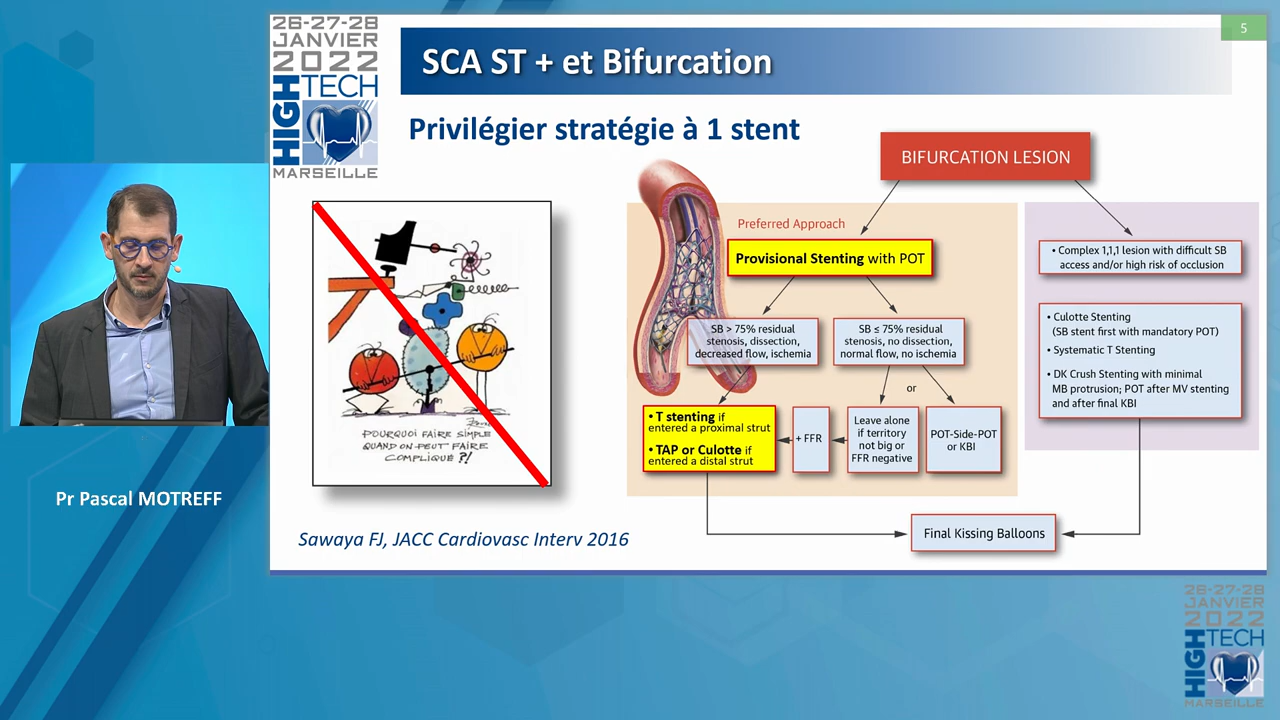 26-27-28
JANVIER
2022
HIGHTECH
MARSEILLE
5
SCA ST + et Bifurcation
Privilégier stratégie à 1 stent
BIFURCATION LESION
Preferred Approach
Provisional Stenting with POT
SB > 75% residual
stenosis, dissection,
decreased flow, ischemia
SB ≤ 75% residual
stenosis, no dissection,
normal flow, no ischemia
or
• T stenting if
entered a proximal strut
• TAP or Culotte if
entered a distal strut
+ FFR
Leave alone
if territory
not big or
FFR negative
POT-Side-POT
or KBI
• Complex 1,1,1 lesion with difficult SB
access and/or high risk of occlusion
• Culotte Stenting
(SB stent first with mandatory POT)
• Systematic T Stenting
• DK Crush Stenting with minimal
MB protrusion; POT after MV stenting
and after final KBI
Final Kissing Balloons
POURQUOI FAIRE SIMPLE
QUAND ON PEUT FAIRE
COMPLIQUÉ ?!
Sawaya FJ, JACC Cardiovasc Interv 2016
Pr Pascal MOTREFF
26-27-28
JANVIER
2022
HIGHTECH
MARSEILLE